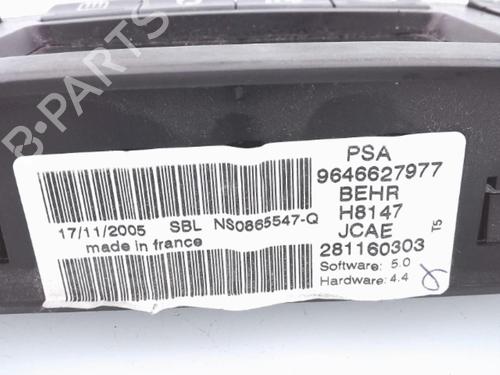 B-PARTS
17/11/2005 SBL NS0865547-Q
made in france
PSA
9646627977
BEHR
H8147
JCAE
281160303
T5
Software: 5.0
Hardware: 4.4